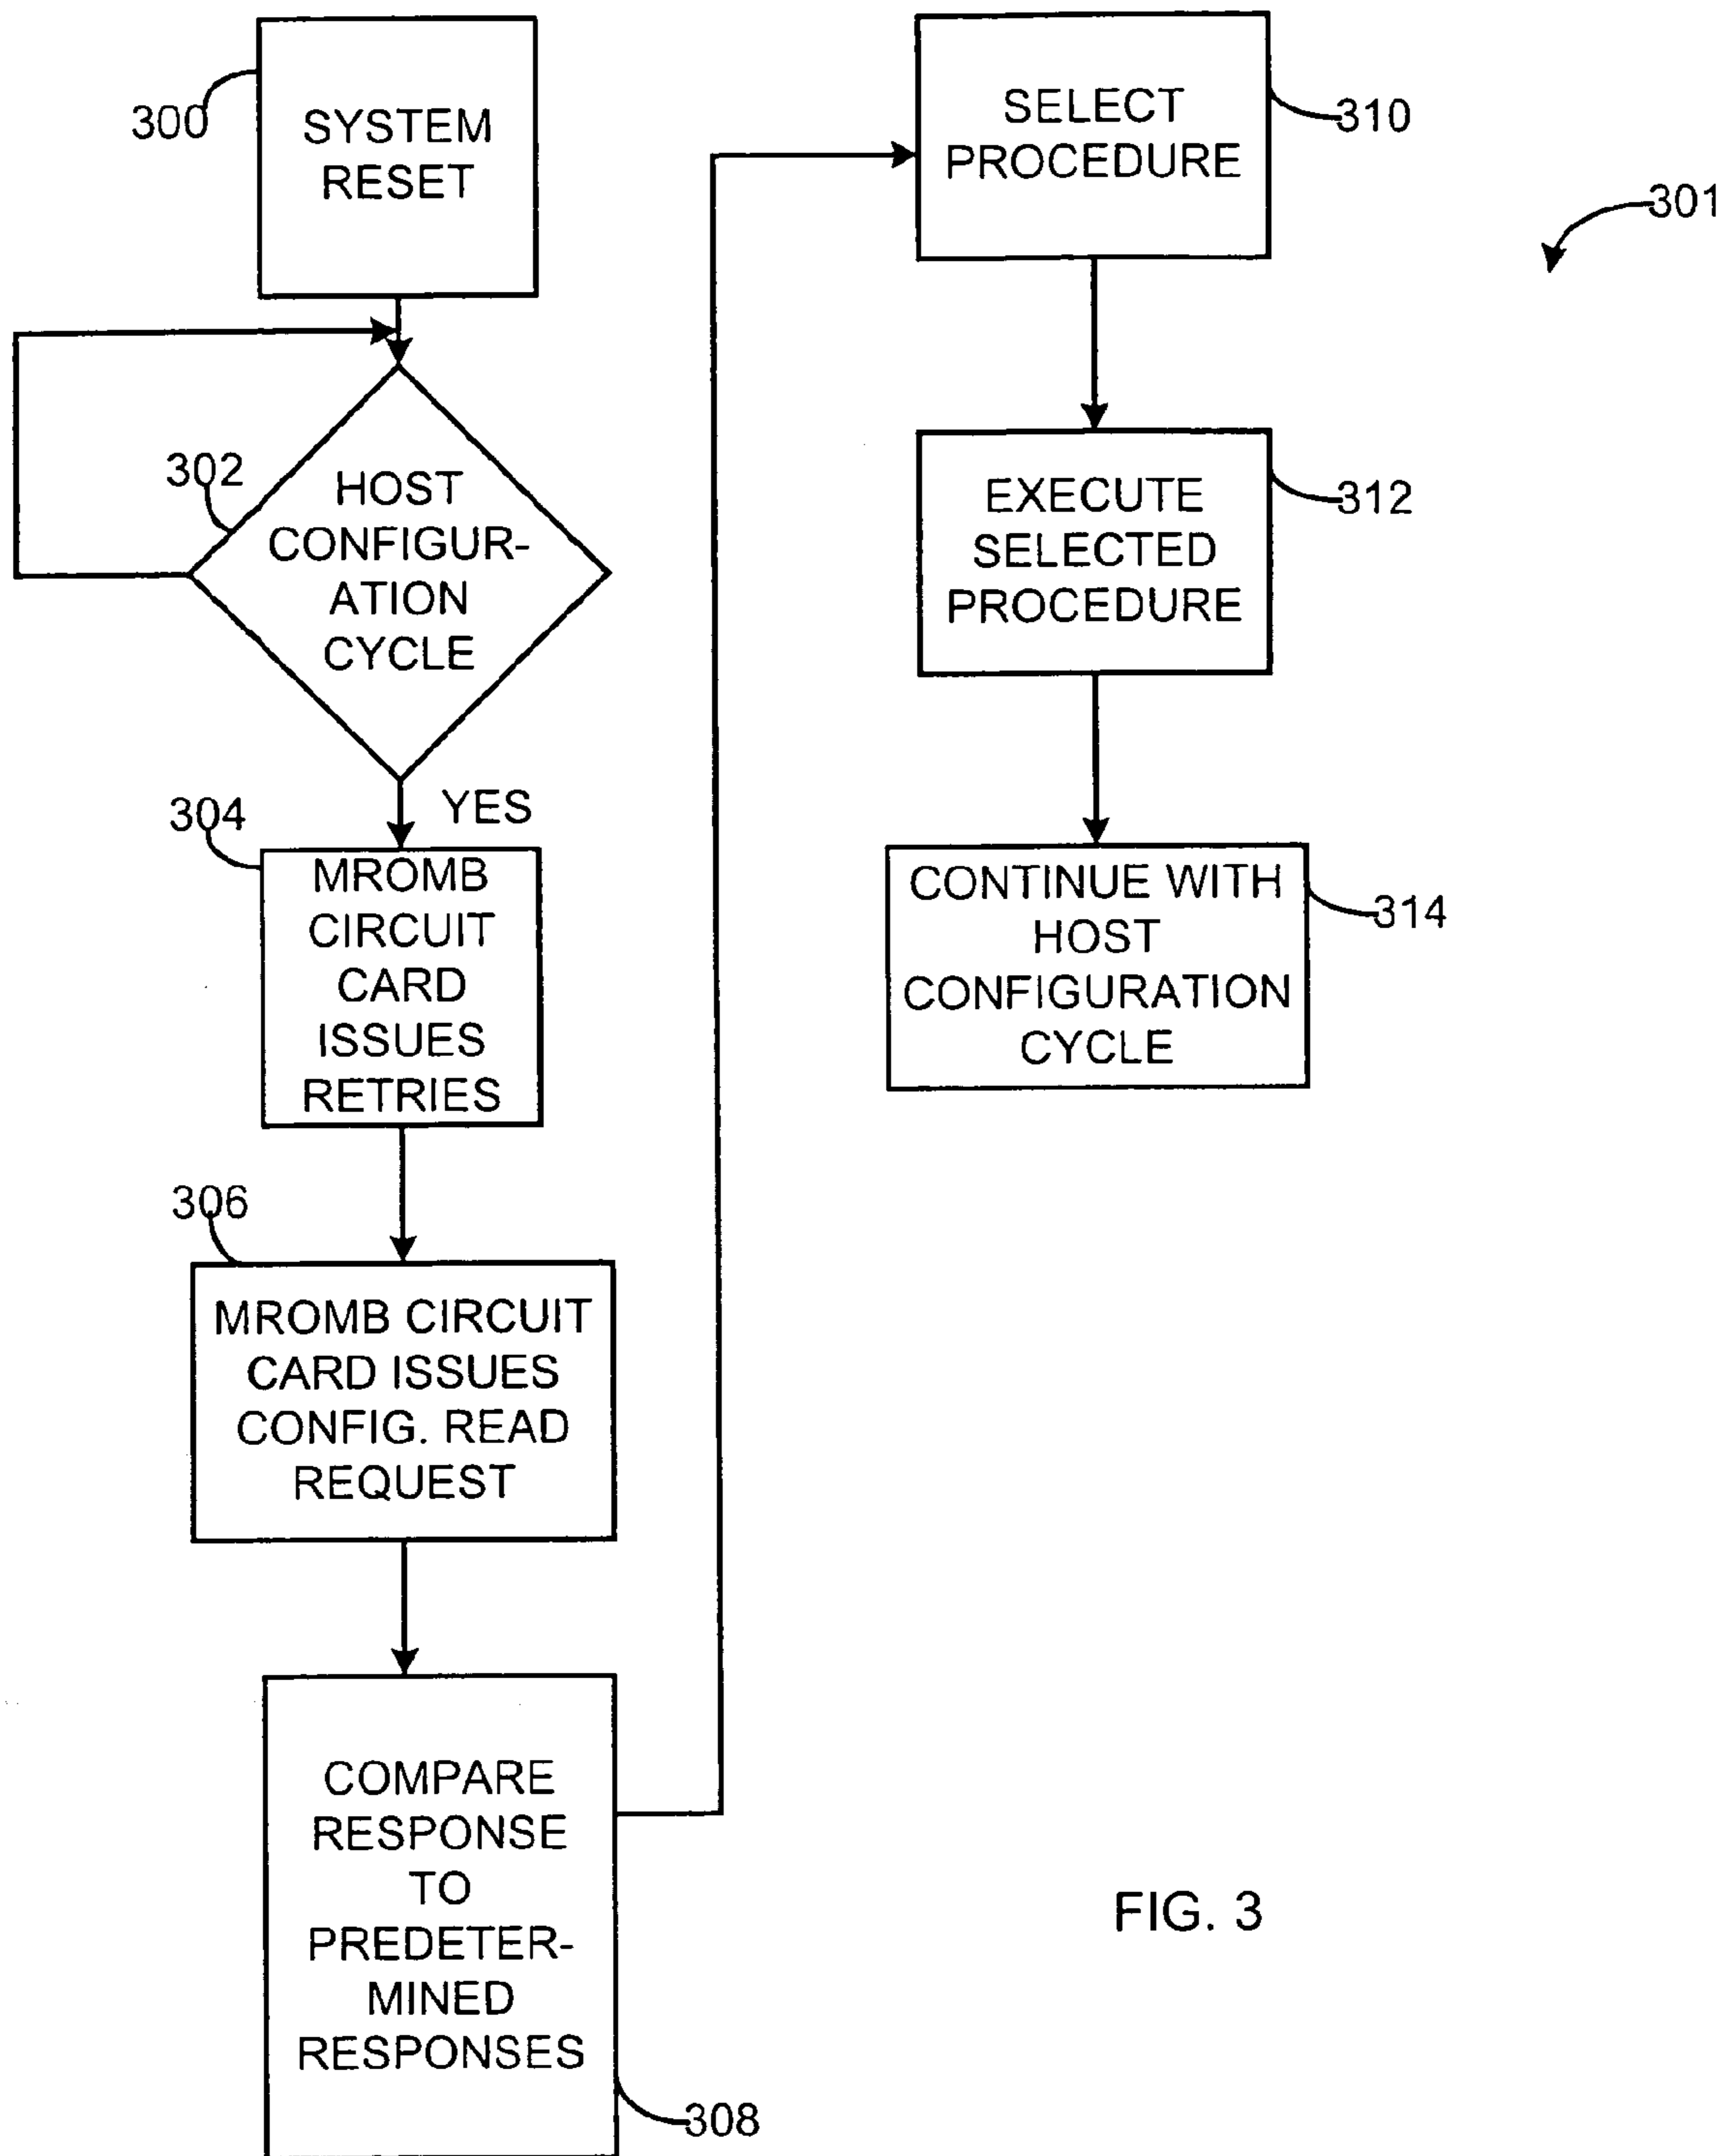 300
SYSTEM
RESET
302
HOST
CONFIGUR-
ATION
CYCLE
YES
304
MROMB
CIRCUIT
CARD
ISSUES
RETRIES
306
MROMB CIRCUIT
CARD ISSUES
CONFIG. READ
REQUEST
COMPARE
RESPONSE
TO
PREDETER-
MINED
RESPONSES
308
SELECT
PROCEDURE
310
301
EXECUTE
SELECTED
PROCEDURE
312
CONTINUE WITH
HOST
CONFIGURATION
CYCLE
314
FIG. 3